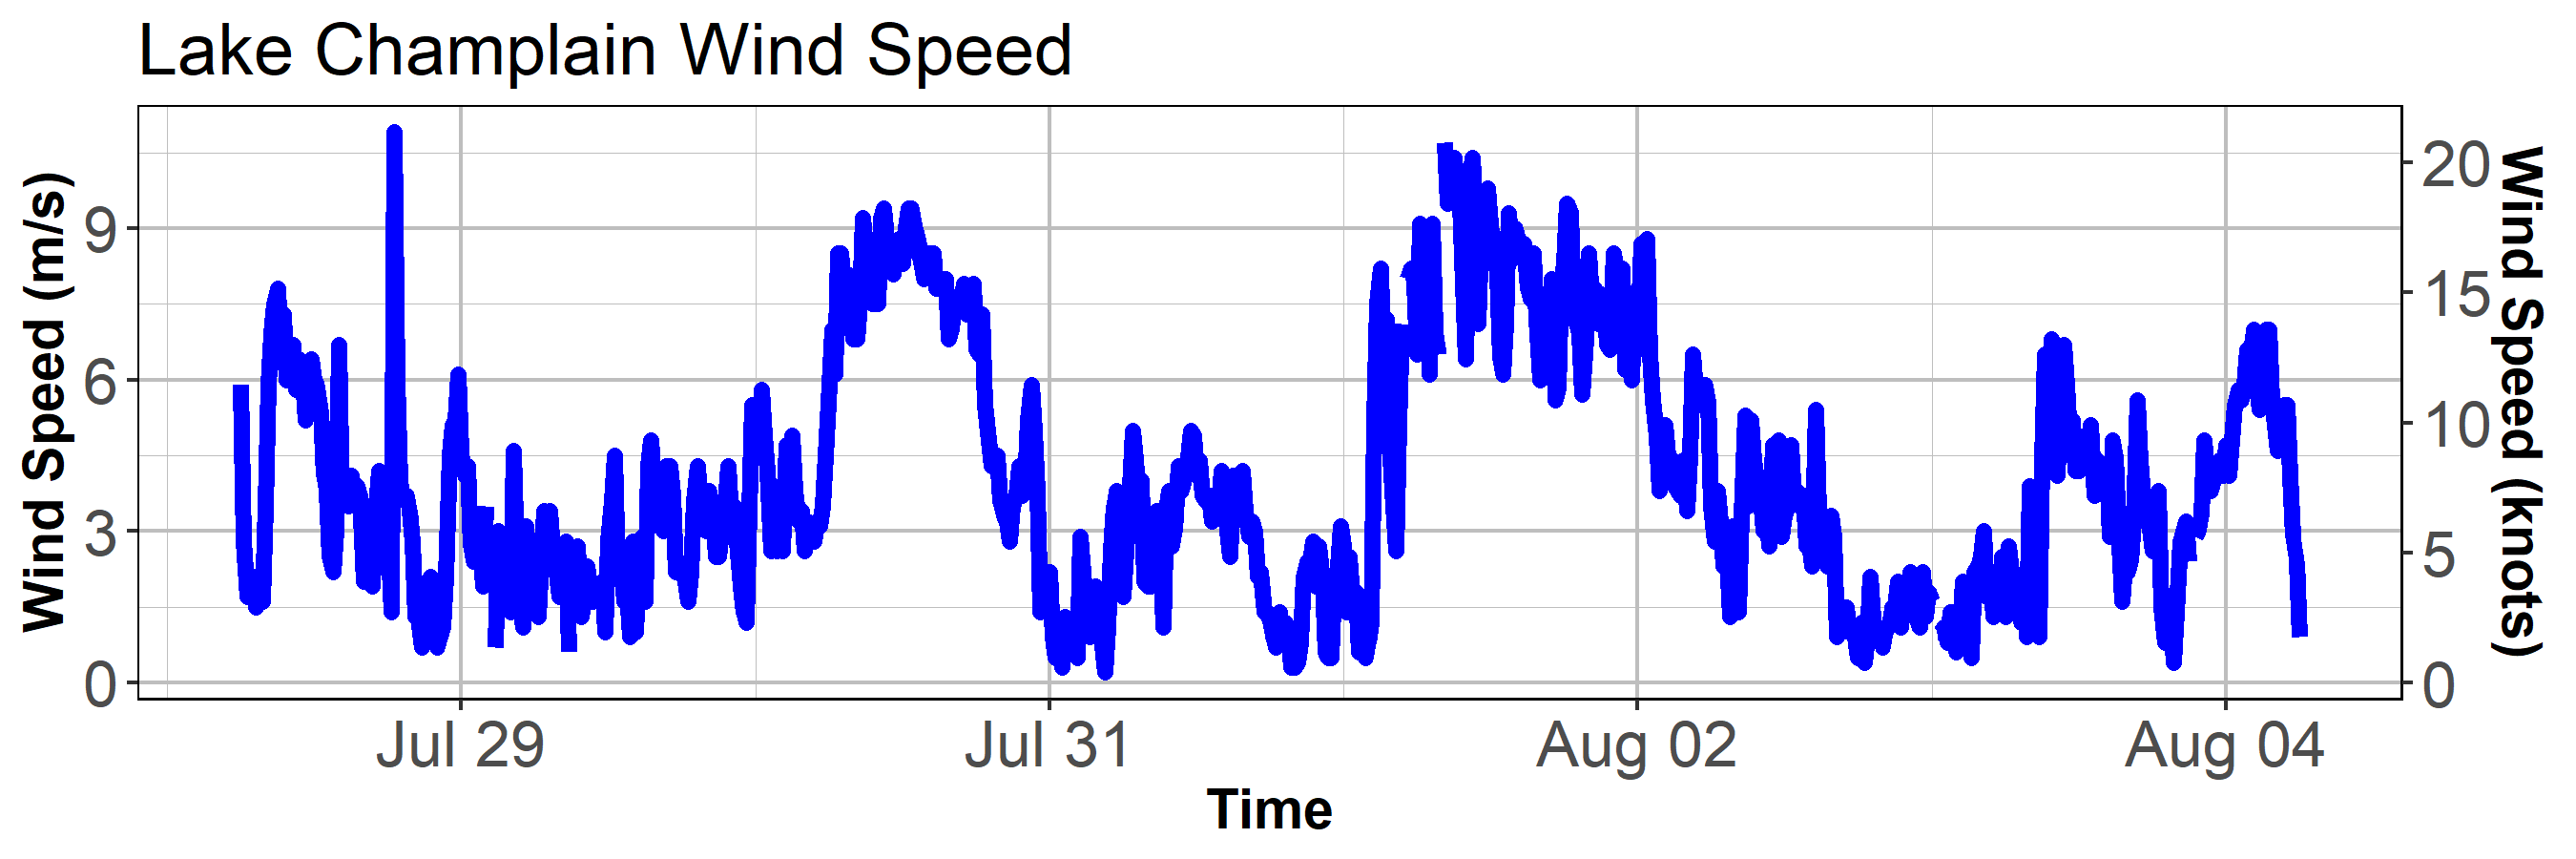 Lake Champlain Wind Speed
Wind Speed (m/s)
9
6
3
0
20
15
10
5
0
Wind Speed (knots)
Jul 29
Jul 31
Aug 02
Aug 04
Time